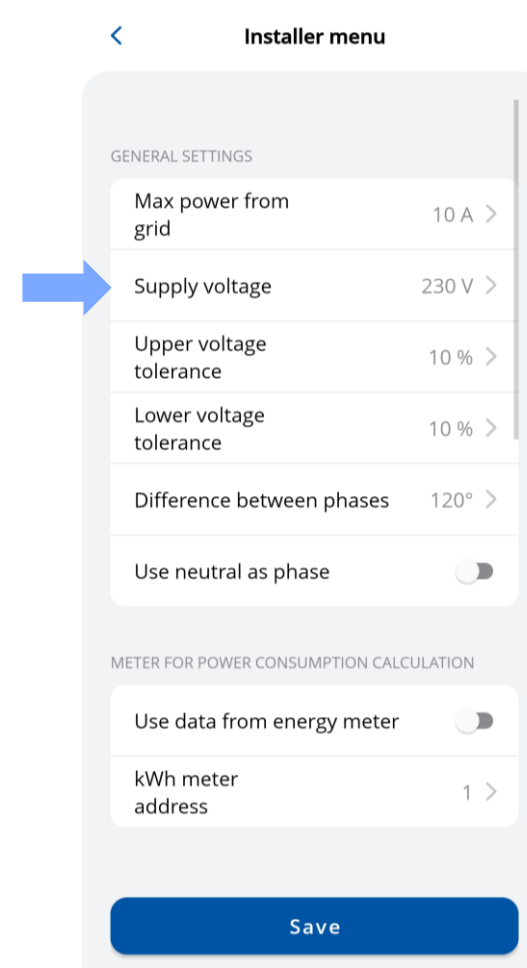 Installer menu
GENERAL SETTINGS
Max power from
grid
10 A
Supply voltage
230 V
Upper voltage
tolerance
10 %
Lower voltage
tolerance
10 %
Difference between phases
120°
Use neutral as phase
METER FOR POWER CONSUMPTION CALCULATION
Use data from energy meter
kWh meter
address
1
Save